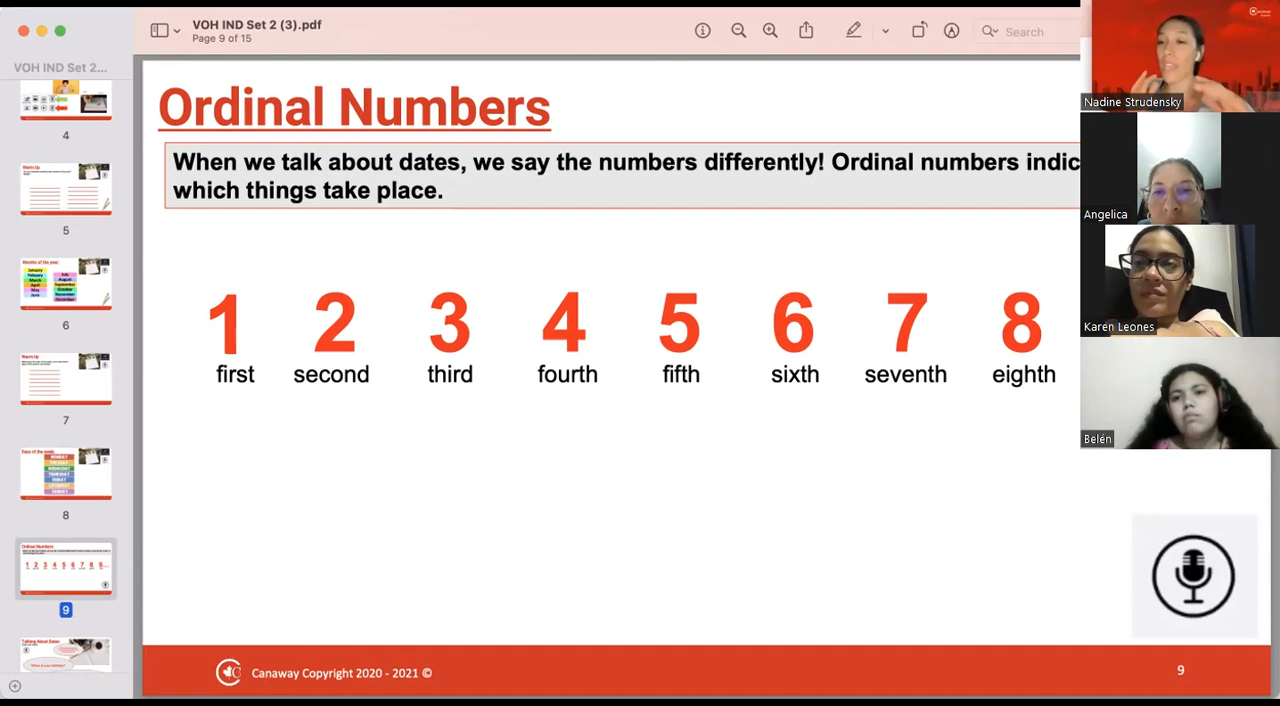 VOH IND Set 2 (3).pdf
Page 9 of 15
Search
VOH IND Set 2...
4
5
6
7
8
9
Ordinal Numbers
When we talk about dates, we say the numbers differently! Ordinal numbers indic
which things take place.
1 2 3 4 5 6 7 8
first second third fourth fifth sixth seventh eighth
Canaway Copyright 2020 - 2021 ©
9
Nadine Strudensky
Angelica
Karen Leones
Belén